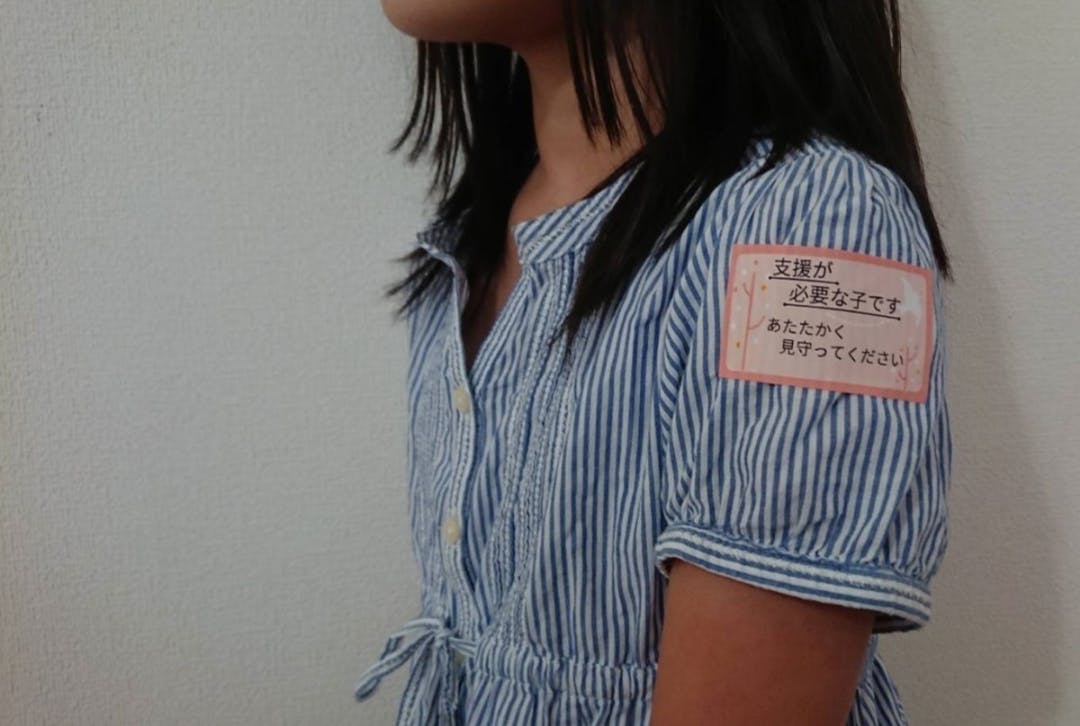 支援が
必要な子です
あたたかく
見守ってください